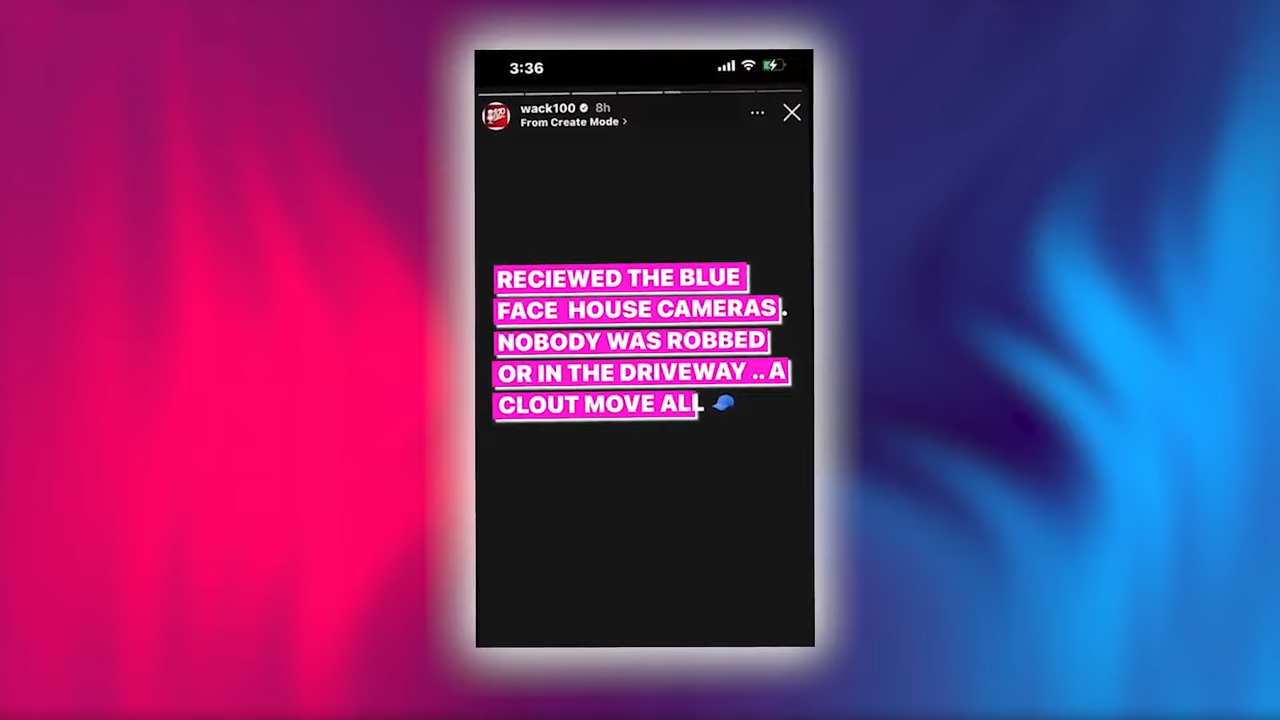 3:36
wack100 8h
From Create Mode >
RECIEWED THE BLUE
FACE HOUSE CAMERAS.
NOBODY WAS ROBBED
OR IN THE DRIVEWAY .. A
CLOUT MOVE ALL 🧢